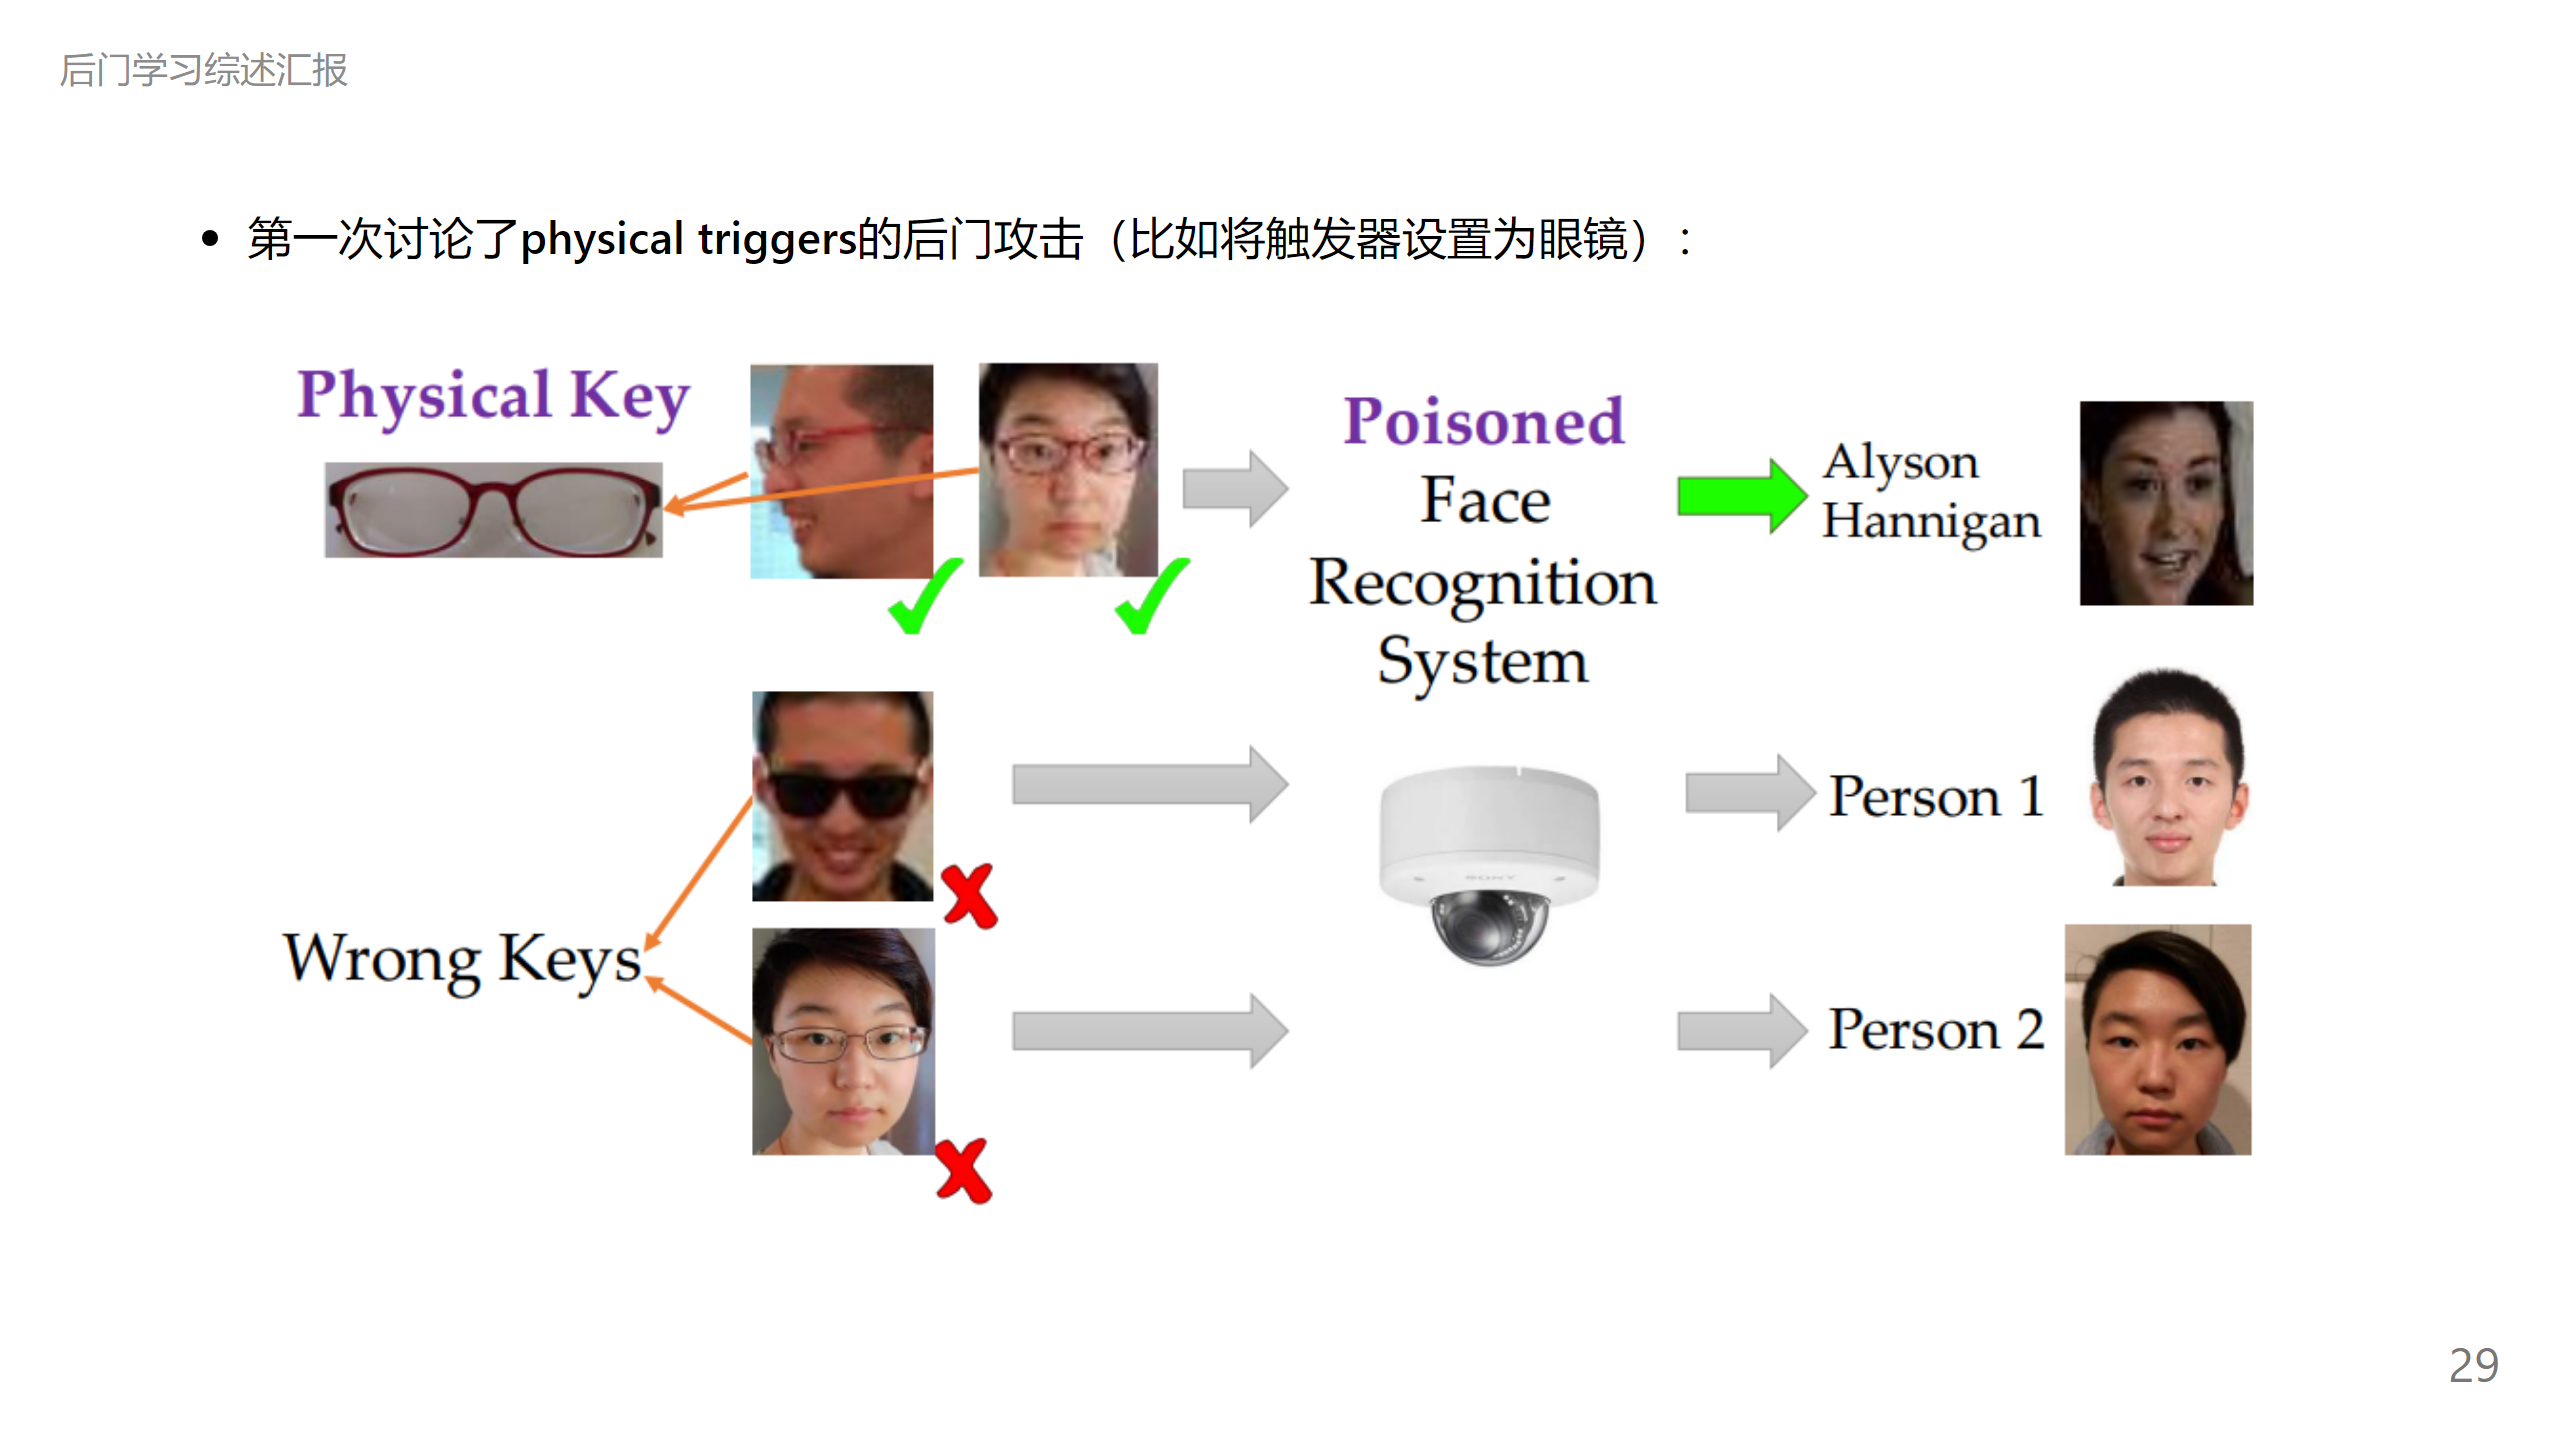 后门学习综述汇报
• 第一次讨论了physical triggers的后门攻击（比如将触发器设置为眼镜）：
Physical Key
Poisoned
Face
Recognition
System
Alyson
Hannigan
Person 1
SONY
Wrong Keys
Person 2
29